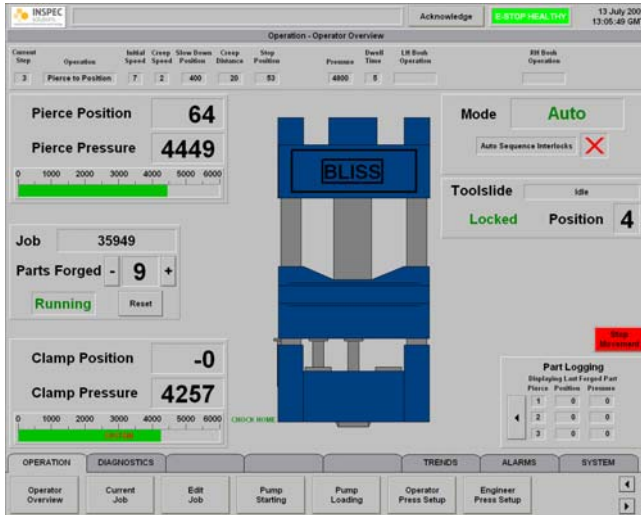 INSPEC
Acknowledge
E-STOP HEALTHY
13 July 200
13:05:49 GMT
Operation - Operator Overview
Current Step
Operation
Initial Speed
Creep Speed
Slow Down Position
Creep Distance
Stop Position
Pressure
Dwell Time
LH Bosh Operation
RH Bosh Operation
3 Pierce to Position 7 2 400 20 53 4800 5
Pierce Position 64
Pierce Pressure 4449
0 1000 2000 3000 4000 5000 6000
Mode Auto
Auto Sequence Interlocks
BLISS
Toolslide Idle
Locked Position 4
Job 35949
Parts Forged - 9 +
Running Reset
Stop Movement
Clamp Position -0
Clamp Pressure 4257
0 1000 2000 3000 4000 5000 6000
CHOCK HOME
Part Logging
Displaying Last Forged Part
Pierce Position Pressure
1 0 0
2 0 0
3 0 0
OPERATION DIAGNOSTICS TRENDS ALARMS SYSTEM
Operator Overview
Current Job
Edit Job
Pump Starting
Pump Loading
Operator Press Setup
Engineer Press Setup